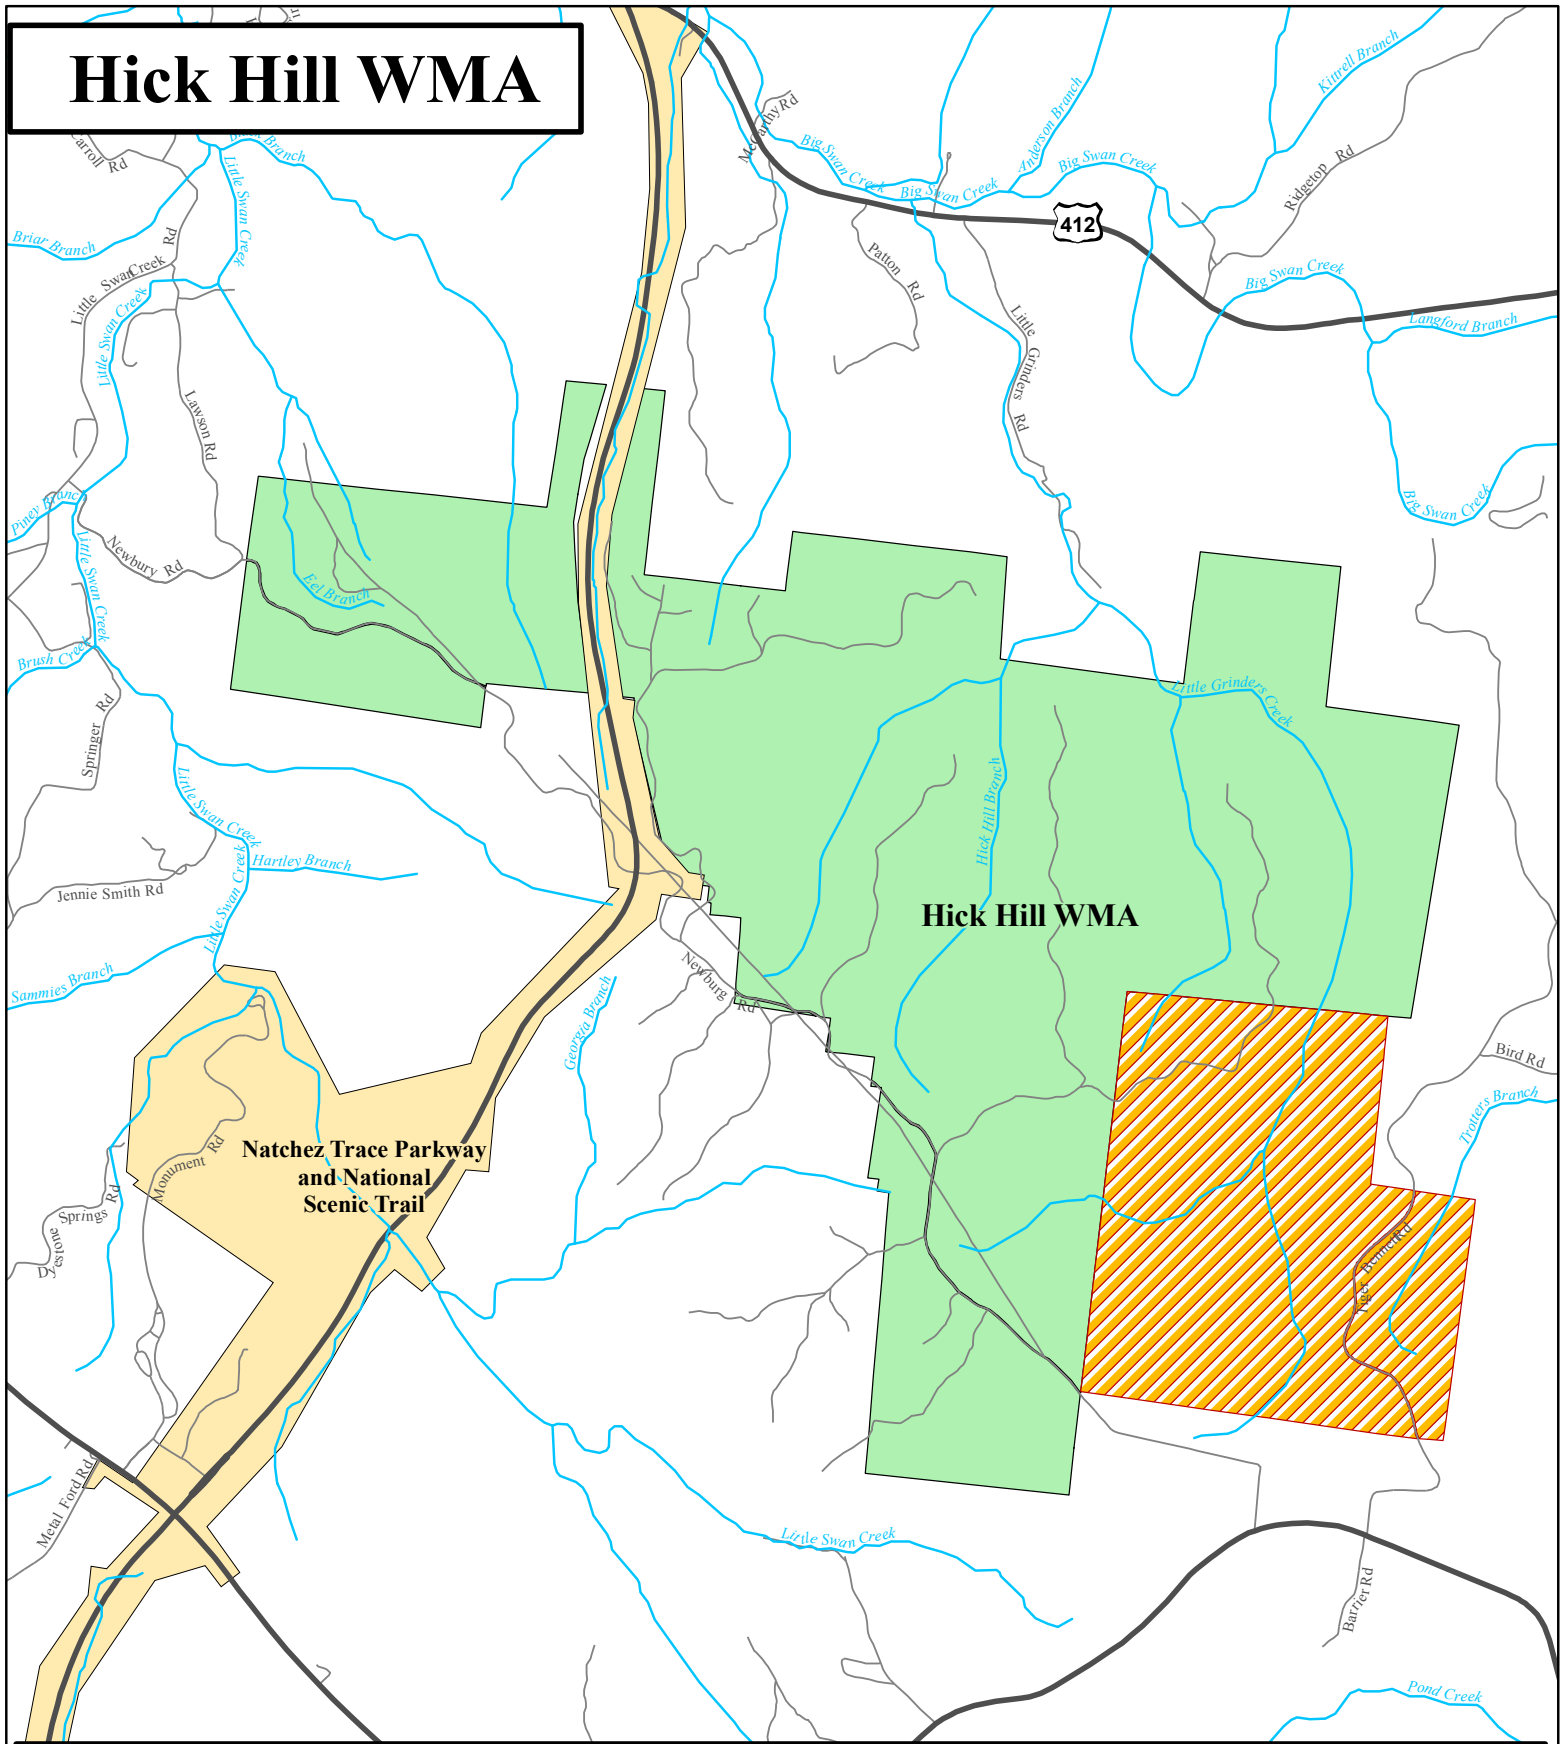 Hick Hill WMA
Carroll Rd
Branch
Little Swan Creek
Briar Branch
Little Swan Creek Rd
Little Swan Creek
McCarthy Rd
Big Swan Creek
Big Swan Creek
Anderson Branch
Big Swan Creek
Kittrell Branch
Ridgetop Rd
412
Patton Rd
Little Grinders Rd
Big Swan Creek
Langford Branch
Big Swan Creek
Lawson Rd
Piney Branch
Newbury Rd
Little Swan Creek
Eel Branch
Brush Creek
Springer Rd
Little Grinders Creek
Little Swan Creek
Hartley Branch
Jennie Smith Rd
Little Swan Creek
Hick Hill Branch
Hick Hill WMA
Sammies Branch
Newburg Rd
Georgia Branch
Bird Rd
Trotters Branch
Natchez Trace Parkway
and National
Scenic Trail
Monument Rd
Dyestone Springs Rd
Tiger Bennett Rd
Metal Ford Rd
Little Swan Creek
Barrier Rd
Pond Creek